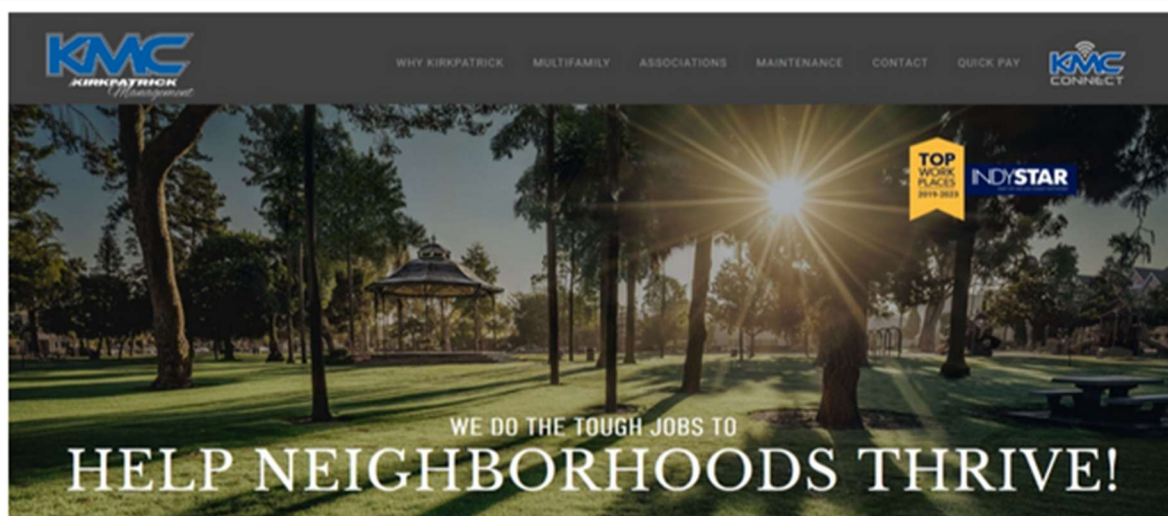 KMC
KIRKPATRICK
Management
WHY KIRKPATRICK MULTIFAMILY ASSOCIATIONS MAINTENANCE CONTACT QUICK PAY
KMC
CONNECT
TOP
WORK
PLACES
2019-2023
INDYSTAR
WE DO THE TOUGH JOBS TO
HELP NEIGHBORHOODS THRIVE!